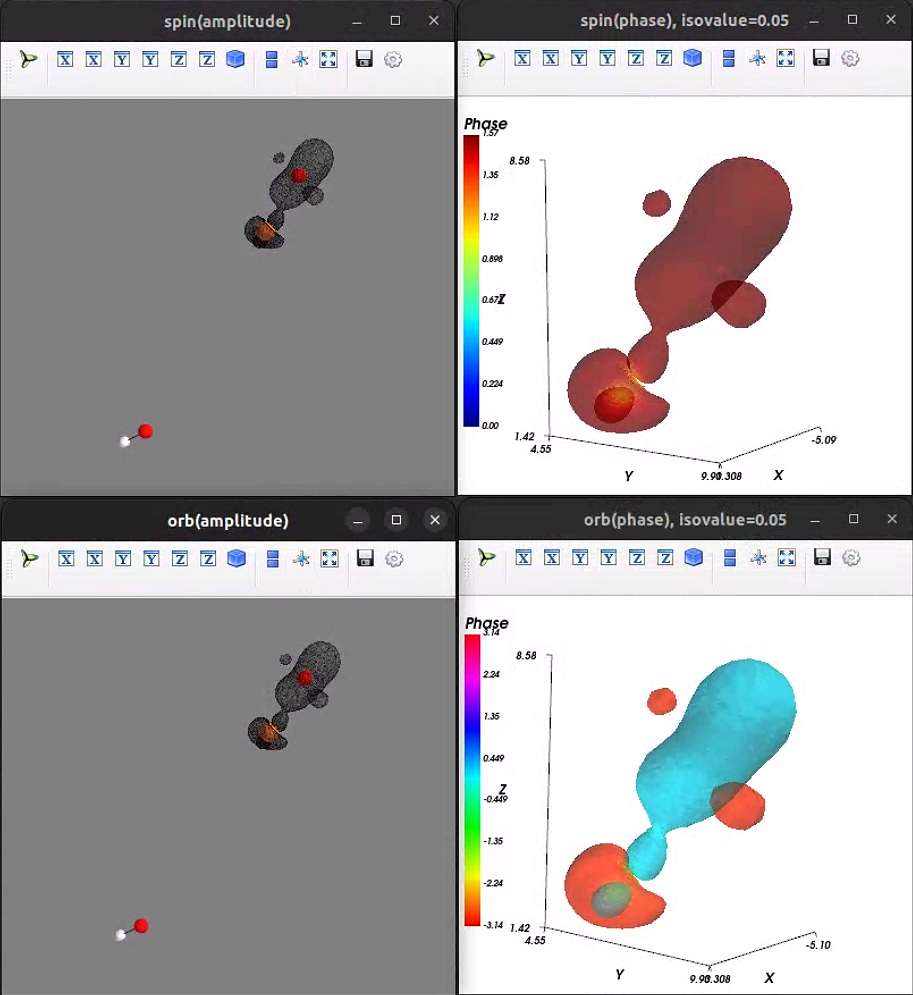 spin(amplitude)
X X Y Y Z Z
spin(phase), isovalue=0.05
X X Y Y Z Z
Phase
1.57
1.35
1.12
0.898
0.67
0.449
0.224
0.00
8.58
Z
1.42
4.55
Y
X
-5.09
orb(amplitude)
X X Y Y Z Z
orb(phase), isovalue=0.05
X X Y Y Z Z
Phase
3.14
2.24
1.35
0.449
-0.449
-1.35
-2.24
-3.14
8.58
Z
1.42
4.55
Y
X
-5.10